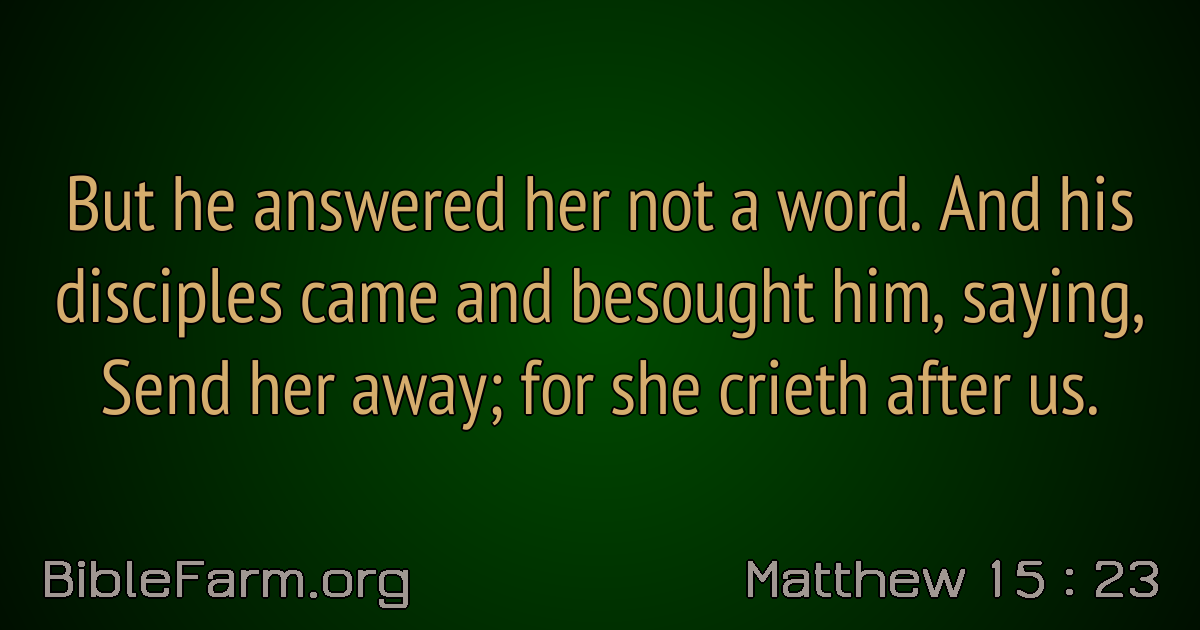 But he answered her not a word. And his
disciples came and besought him, saying,
Send her away; for she crieth after us.
BibleFarm.org
Matthew 15 : 23